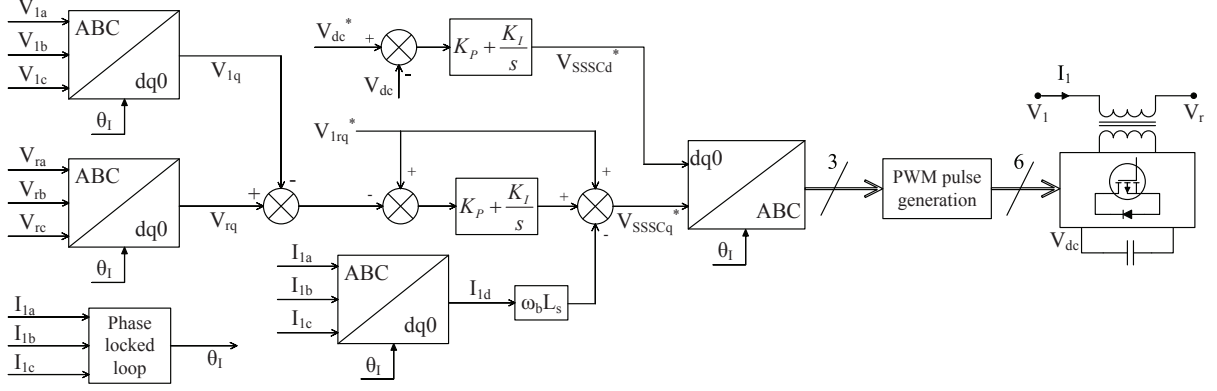 V1a
V1b
V1c
ABC
dq0
θI
V1q
Vdc*
+
-
Vdc
KP + KI/s
VSSSCd*
Vra
Vrb
Vrc
ABC
dq0
θI
Vrq
+
-
V1rq*
-
+
KP + KI/s
+
+
-
VSSSCq*
I1a
I1b
I1c
ABC
dq0
θI
I1d
ωbLs
dq0
ABC
θI
3
PWM pulse
generation
6
I1
V1
Vr
Vdc
I1a
I1b
I1c
Phase
locked
loop
θI